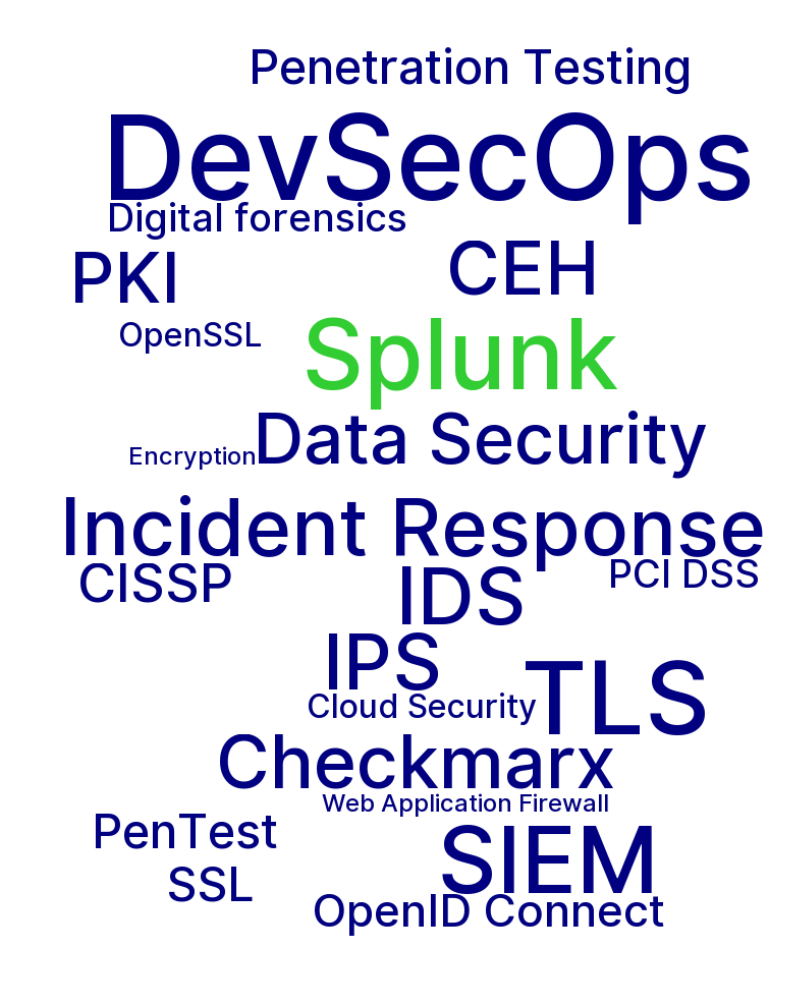 Penetration Testing
DevSecOps
Digital forensics
PKI
CEH
OpenSSL
Splunk
Encryption
Data Security
Incident Response
CISSP
IDS
PCI DSS
IPS
TLS
Cloud Security
Checkmarx
Web Application Firewall
PenTest
SIEM
SSL
OpenID Connect